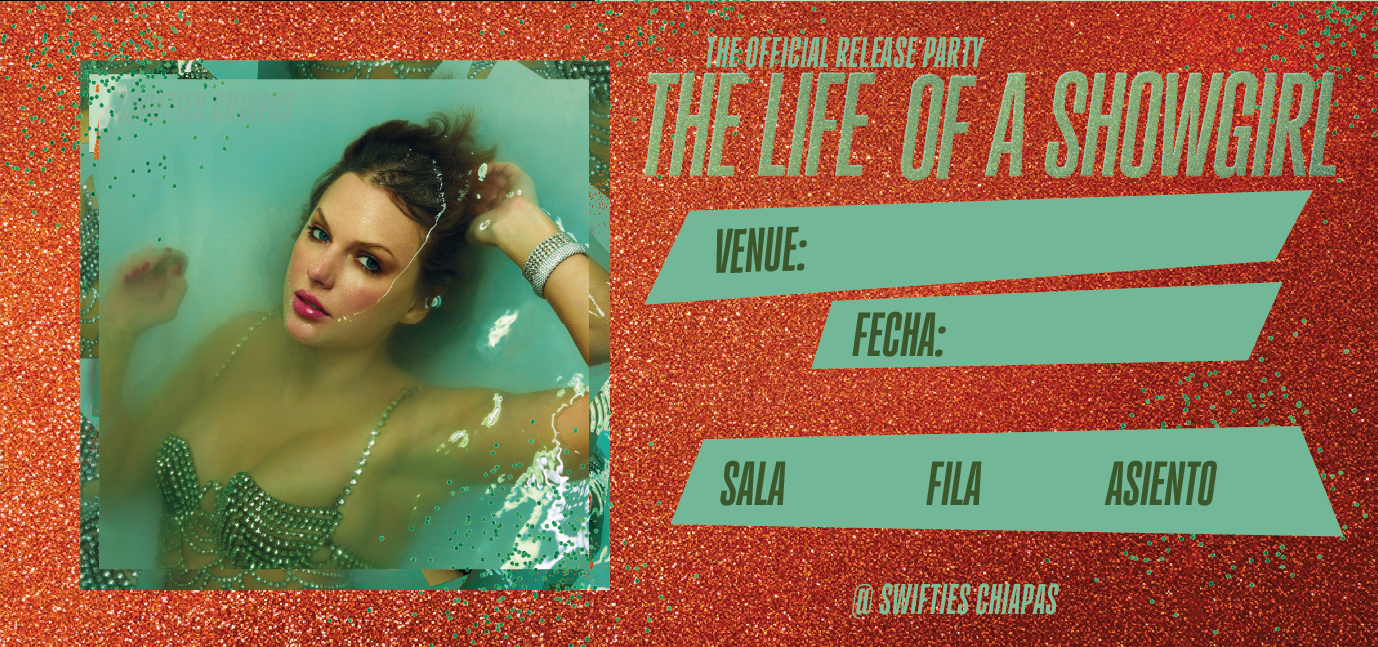 THE OFFICIAL RELEASE PARTY
THE LIFE OF A SHOWGIRL
VENUE:
FECHA:
SALA FILA ASIENTO
@ SWIFTIES CHIAPAS